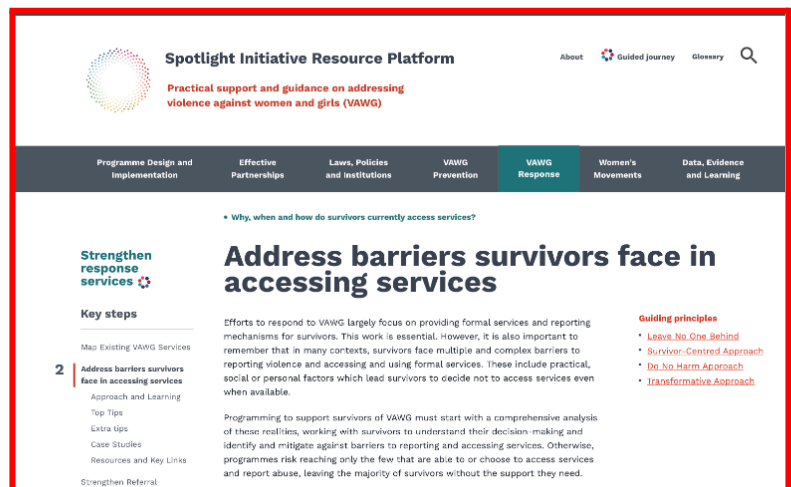 Spotlight Initiative Resource Platform
Practical support and guidance on addressing
violence against women and girls (VAWG)
About
Guided journey
Glossary
Programme Design and
Implementation
Effective
Partnerships
Laws, Policies
and Institutions
VAWG
Prevention
VAWG
Response
Women's
Movements
Data, Evidence
and Learning
• Why, when and how do survivors currently access services?
Strengthen
response
services
Key steps
Map Existing VAWG Services
2 Address barriers survivors
face in accessing services
Approach and Learning
Top Tips
Extra tips
Case Studies
Resources and Key Links
Strengthen Referral
Address barriers survivors face in
accessing services
Efforts to respond to VAWG largely focus on providing formal services and reporting
mechanisms for survivors. This work is essential. However, it is also important to
remember that in many contexts, survivors face multiple and complex barriers to
reporting violence and accessing and using formal services. These include practical,
social or personal factors which lead survivors to decide not to access services even
when available.
Programming to support survivors of VAWG must start with a comprehensive analysis
of these realities, working with survivors to understand their decision-making and
identify and mitigate against barriers to reporting and accessing services. Otherwise,
programmes risk reaching only the few that are able to or choose to access services
and report abuse, leaving the majority of survivors without the support they need.
Guiding principles
• Leave No One Behind
• Survivor-Centred Approach
• Do No Harm Approach
• Transformative Approach